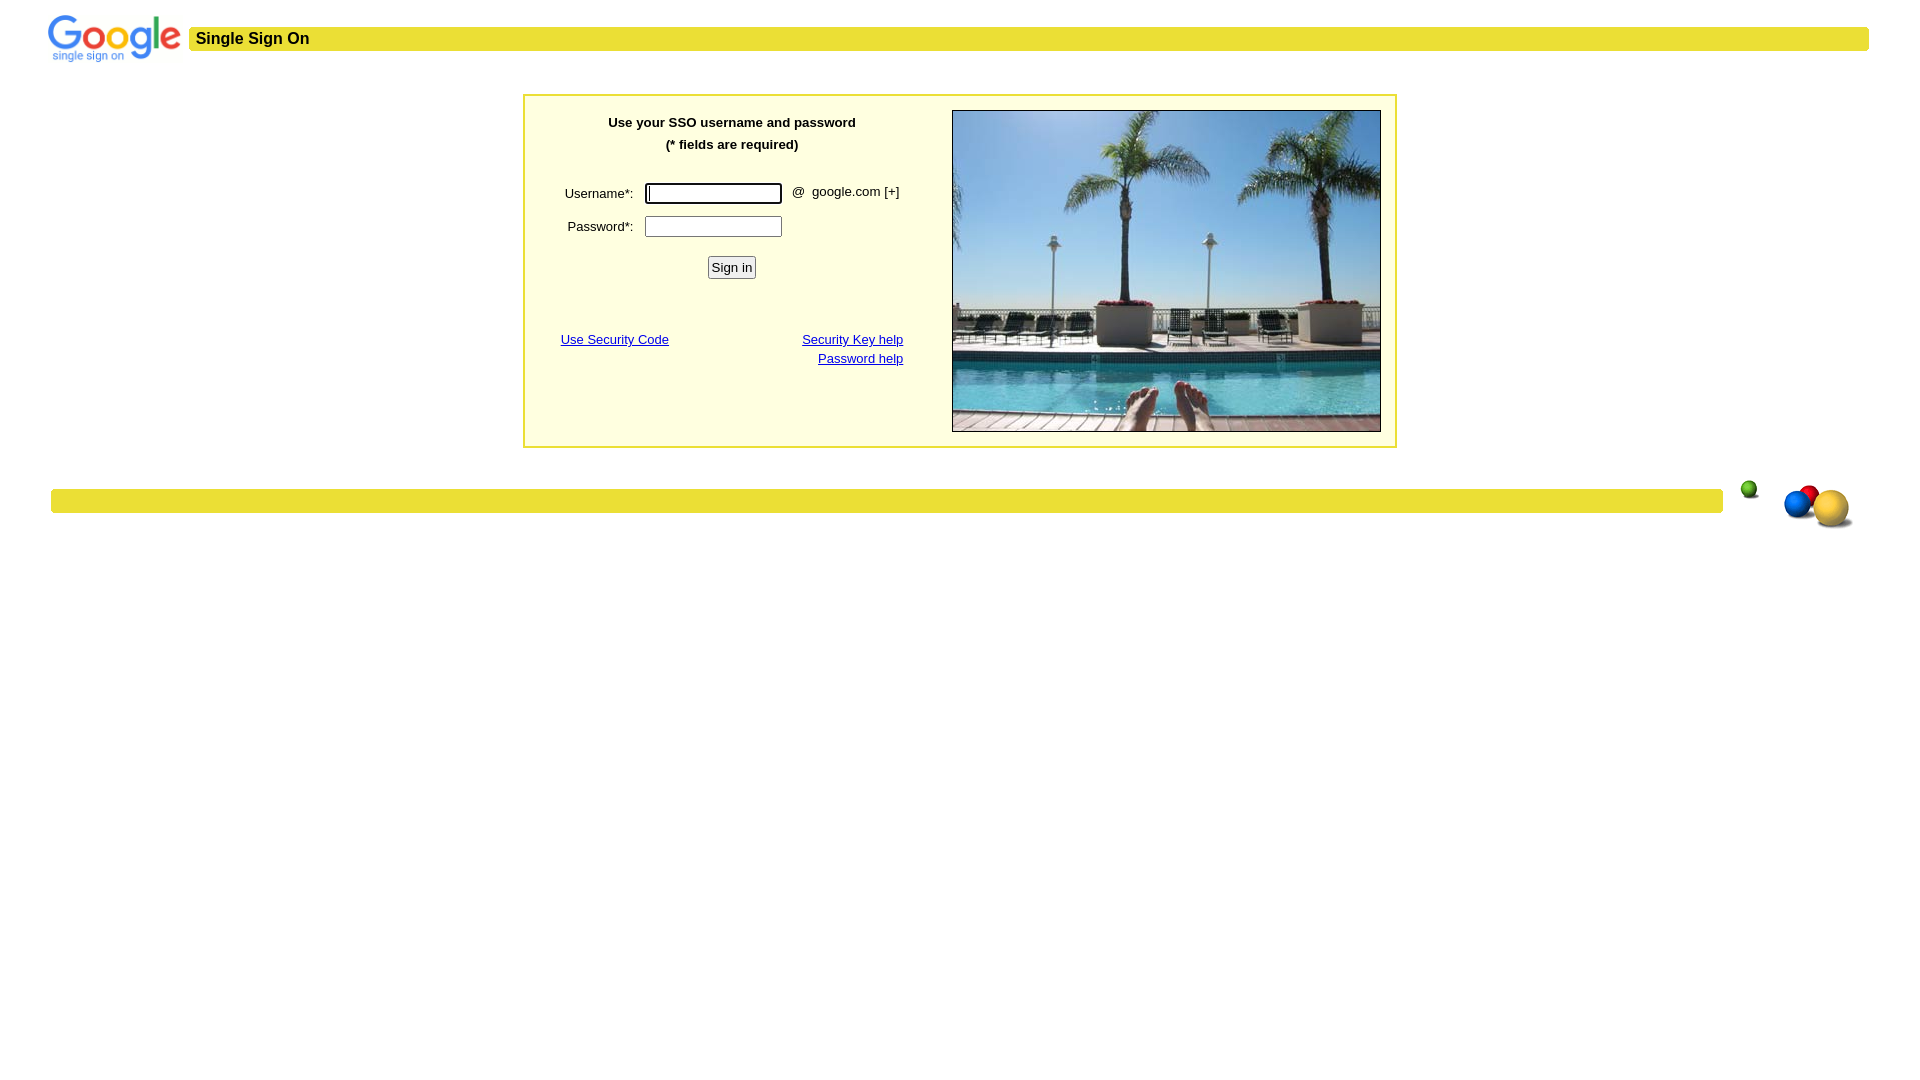 Google Single Sign On
single sign on
Use your SSO username and password
(* fields are required)
Username*: @ google.com [+]
Password*:
Sign in
Use Security Code Security Key help
Password help